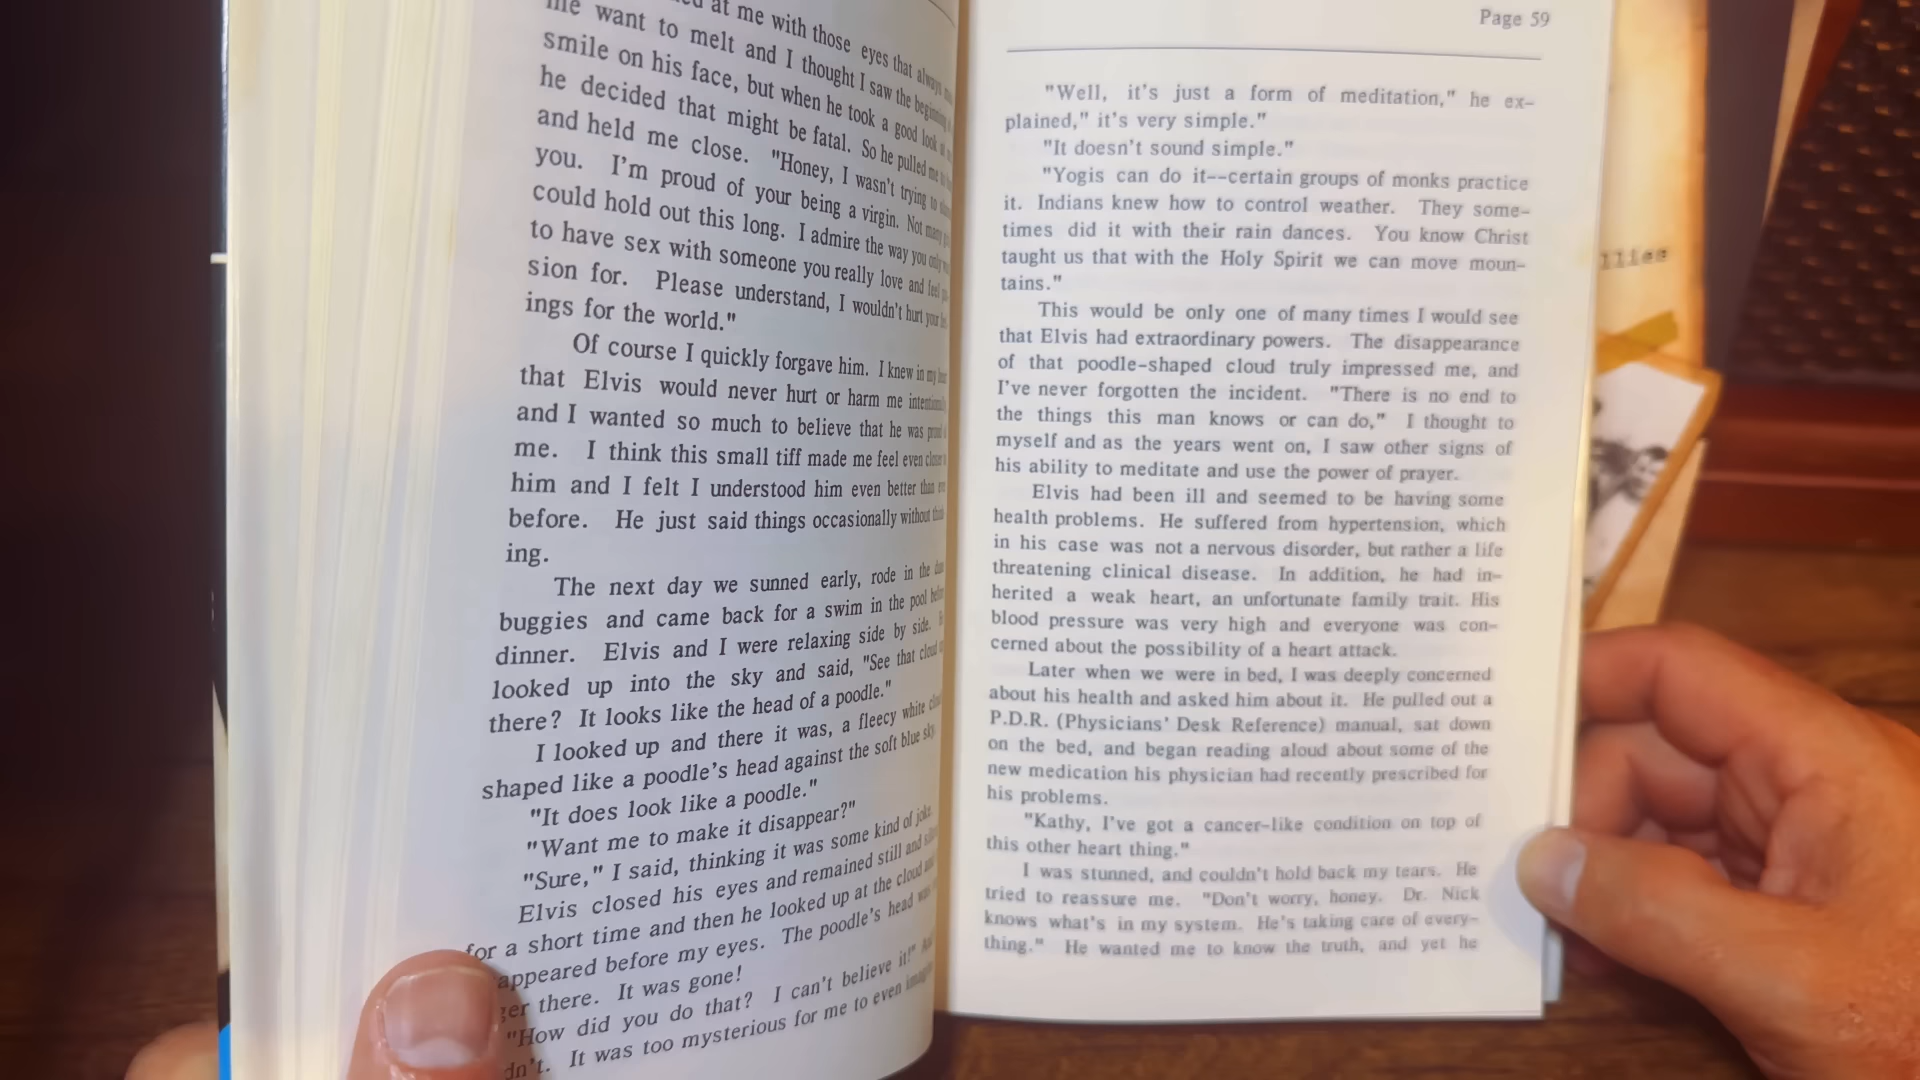 at me with those eyes that always
me want to melt and I thought I saw the beginning
smile on his face, but when he took a good look
he decided that might be fatal. So he pulled me
and held me close. "Honey, I wasn't trying to
you. I'm proud of your being a virgin. Not many
could hold out this long. I admire the way you only
to have sex with someone you really love and feel
sion for. Please understand, I wouldn't hurt your
ings for the world."
Of course I quickly forgave him. I knew in my
that Elvis would never hurt or harm me
and I wanted so much to believe that he was
me. I think this small tiff made me feel even closer
him and I felt I understood him even better than
before. He just said things occasionally without
ing.
The next day we sunned early, rode in the
buggies and came back for a swim in the pool
dinner. Elvis and I were relaxing side by side.
looked up into the sky and said, "See that cloud
there? It looks like the head of a poodle."
I looked up and there it was, a fleecy white
shaped like a poodle's head against the soft blue sky.
"It does look like a poodle."
"Want me to make it disappear?"
"Sure," I said, thinking it was some kind of joke.
Elvis closed his eyes and remained still and
for a short time and then he looked up at the cloud
appeared before my eyes. The poodle's head was
there. It was gone!
"How did you do that? I can't believe it!"
It was too mysterious for me to even
Page 59
"Well, it's just a form of meditation," he ex-
plained," it's very simple."
"It doesn't sound simple."
"Yogis can do it--certain groups of monks practice
it. Indians knew how to control weather. They some-
times did it with their rain dances. You know Christ
taught us that with the Holy Spirit we can move moun-
tains."
This would be only one of many times I would see
that Elvis had extraordinary powers. The disappearance
of that poodle-shaped cloud truly impressed me, and
I've never forgotten the incident. "There is no end to
the things this man knows or can do," I thought to
myself and as the years went on, I saw other signs of
his ability to meditate and use the power of prayer.
Elvis had been ill and seemed to be having some
health problems. He suffered from hypertension, which
in his case was not a nervous disorder, but rather a life
threatening clinical disease. In addition, he had in-
herited a weak heart, an unfortunate family trait. His
blood pressure was very high and everyone was con-
cerned about the possibility of a heart attack.
Later when we were in bed, I was deeply concerned
about his health and asked him about it. He pulled out a
P.D.R. (Physicians' Desk Reference) manual, sat down
on the bed, and began reading aloud about some of the
new medication his physician had recently prescribed for
his problems.
"Kathy, I've got a cancer-like condition on top of
this other heart thing."
I was stunned, and couldn't hold back my tears. He
tried to reassure me. "Don't worry, honey. Dr. Nick
knows what's in my system. He's taking care of every-
thing." He wanted me to know the truth, and yet he